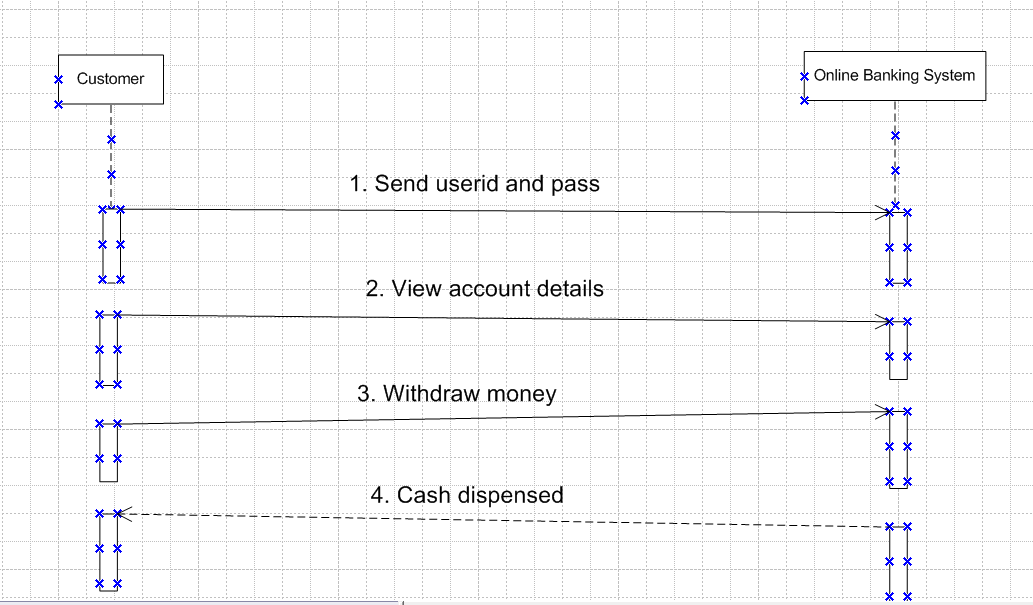 Customer
Online Banking System
1. Send userid and pass
2. View account details
3. Withdraw money
4. Cash dispensed